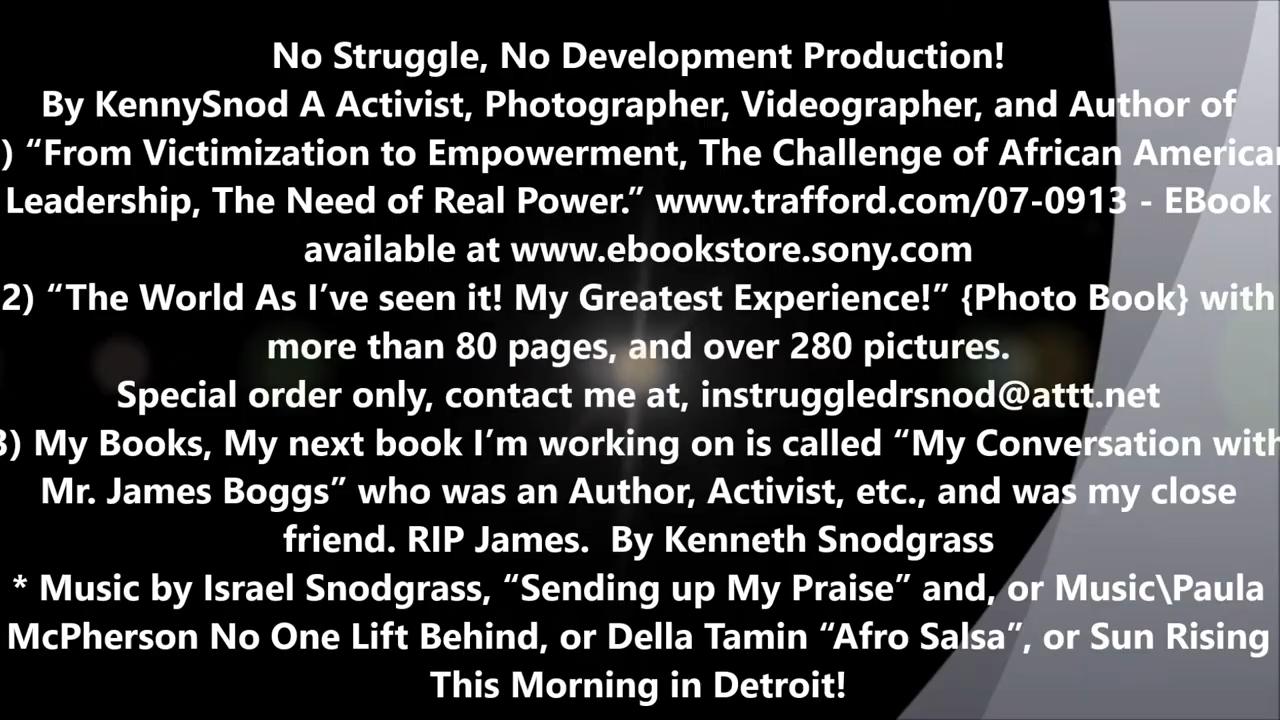 No Struggle, No Development Production!
By KennySnod A Activist, Photographer, Videographer, and Author of
) “From Victimization to Empowerment, The Challenge of African American
Leadership, The Need of Real Power.” www.trafford.com/07-0913 - EBook
available at www.ebookstore.sony.com
2) “The World As I’ve seen it! My Greatest Experience!” {Photo Book} with
more than 80 pages, and over 280 pictures.
Special order only, contact me at, instruggledrsnod@attt.net
3) My Books, My next book I’m working on is called “My Conversation with
Mr. James Boggs” who was an Author, Activist, etc., and was my close
friend. RIP James.  By Kenneth Snodgrass
* Music by Israel Snodgrass, “Sending up My Praise” and, or Music\Paula
McPherson No One Lift Behind, or Della Tamin “Afro Salsa”, or Sun Rising
This Morning in Detroit!